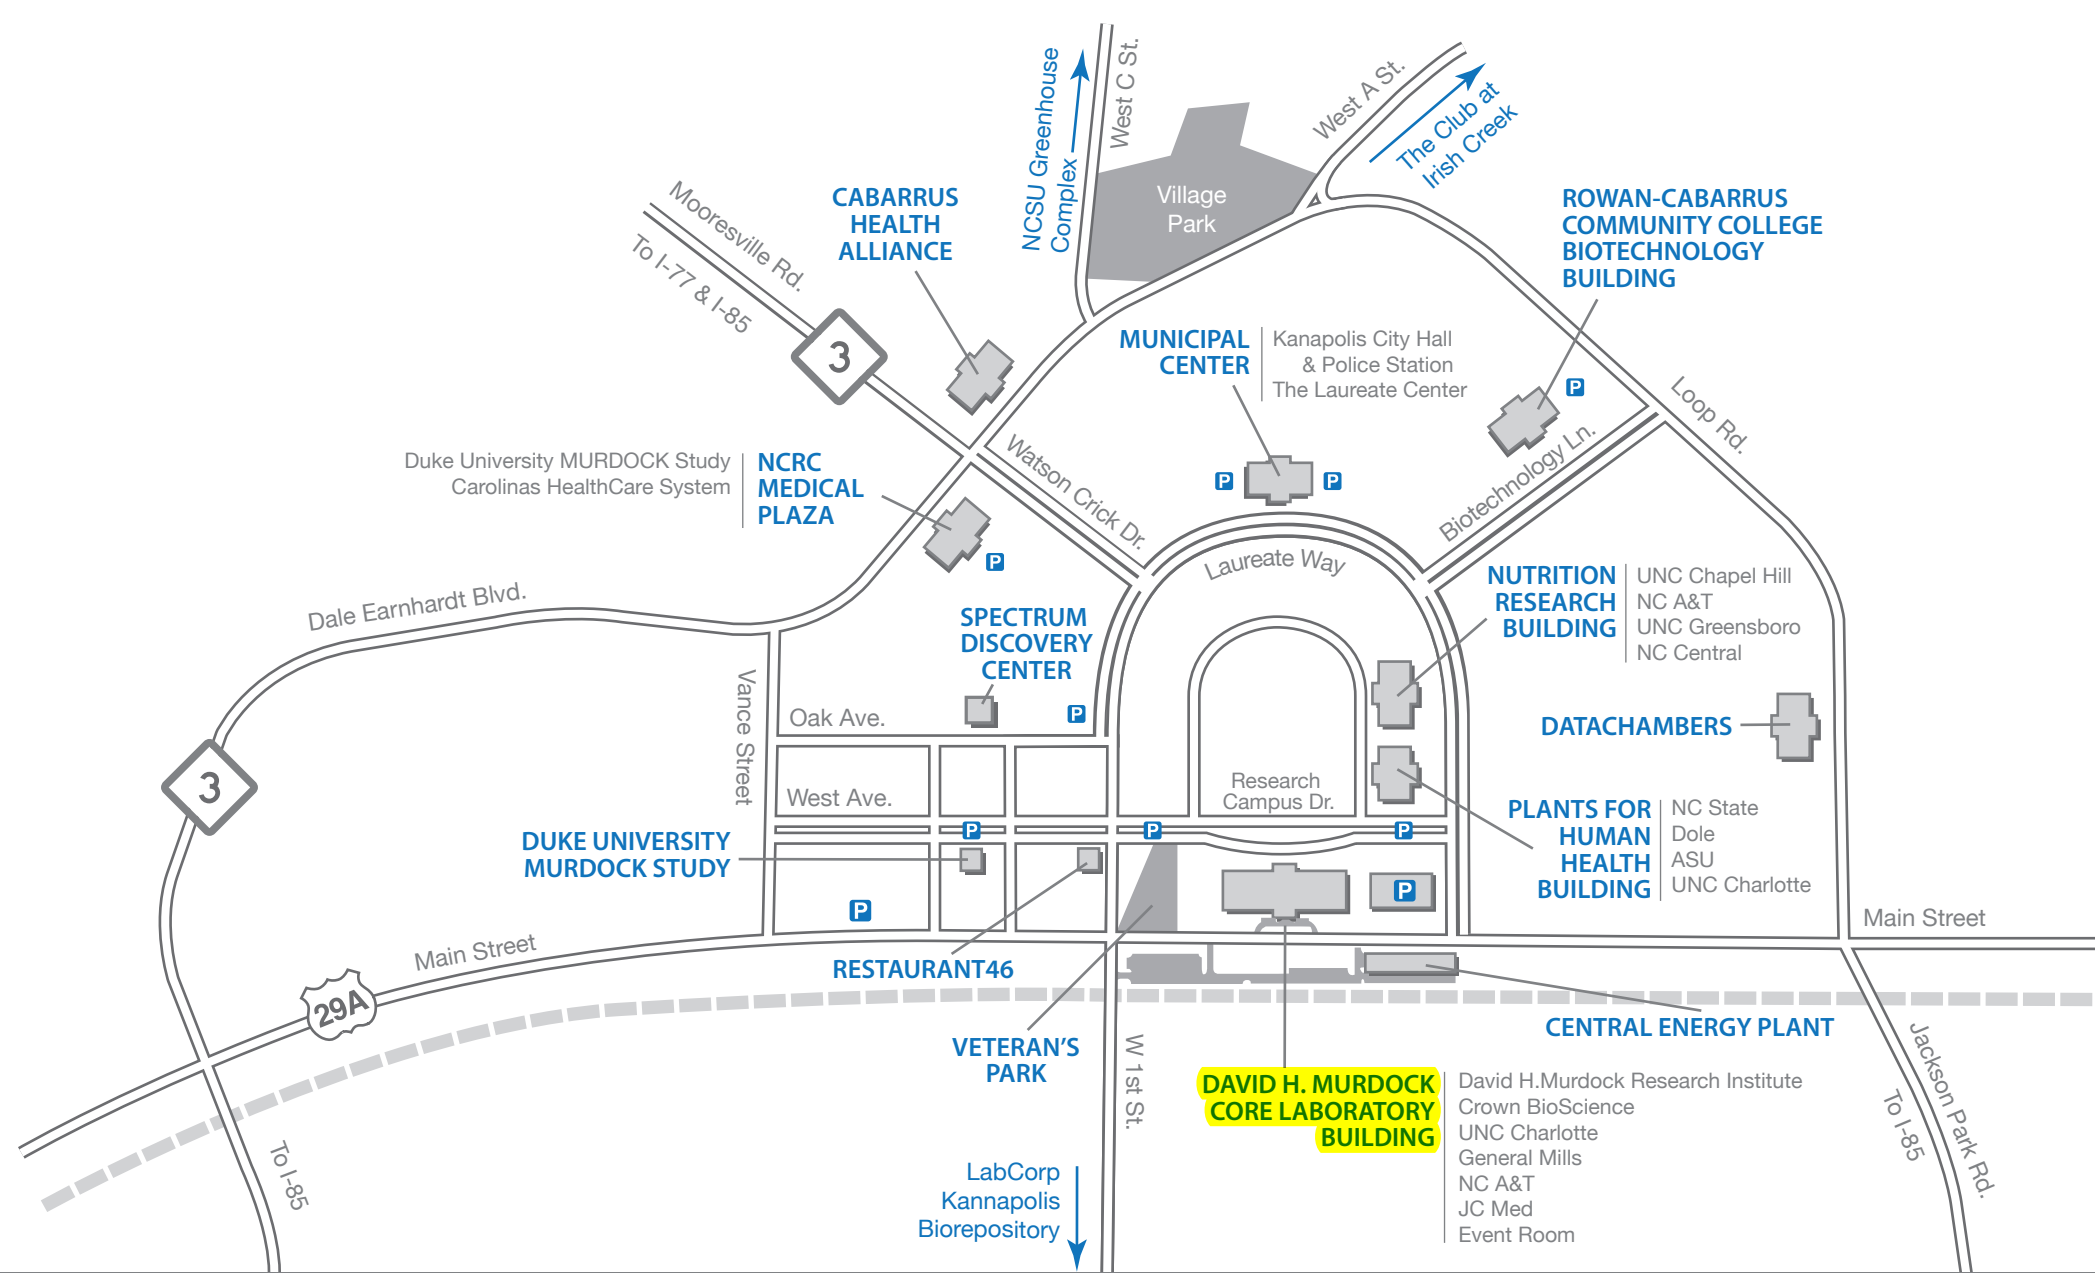 NCSU Greenhouse
Complex
West C St.
West A St.
The Club at
Irish Creek
Village
Park
Mooresville Rd.
To I-77 & I-85
3
CABARRUS
HEALTH
ALLIANCE
ROWAN-CABARRUS
COMMUNITY COLLEGE
BIOTECHNOLOGY
BUILDING
MUNICIPAL
CENTER
Kanapolis City Hall
& Police Station
The Laureate Center
P
Loop Rd.
Watson Crick Dr.
Biotechnology Ln.
Duke University MURDOCK Study
Carolinas HealthCare System
NCRC
MEDICAL
PLAZA
P
P
P
Laureate Way
Dale Earnhardt Blvd.
SPECTRUM
DISCOVERY
CENTER
NUTRITION
RESEARCH
BUILDING
UNC Chapel Hill
NC A&T
UNC Greensboro
NC Central
Vance Street
Oak Ave.
P
DATACHAMBERS
3
West Ave.
Research
Campus Dr.
PLANTS FOR
HUMAN
HEALTH
BUILDING
NC State
Dole
ASU
UNC Charlotte
P
P
P
DUKE UNIVERSITY
MURDOCK STUDY
P
P
Main Street
Main Street
RESTAURANT46
29A
CENTRAL ENERGY PLANT
VETERAN'S
PARK
W 1st St.
Jackson Park Rd.
To I-85
To I-85
DAVID H. MURDOCK
CORE LABORATORY
BUILDING
David H.Murdock Research Institute
Crown BioScience
UNC Charlotte
General Mills
NC A&T
JC Med
Event Room
LabCorp
Kannapolis
Biorepository